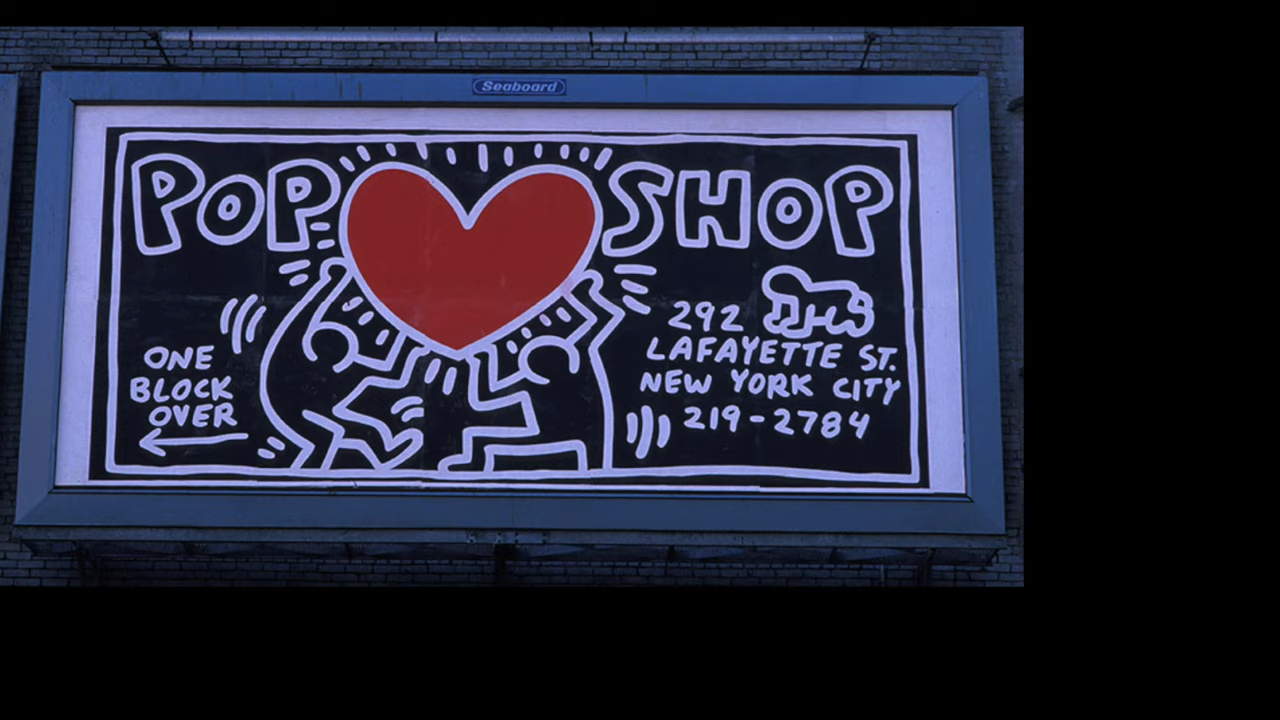 Seaboard
POP SHOP
292
LAFAYETTE ST.
NEW YORK CITY
219-2784
ONE
BLOCK
OVER